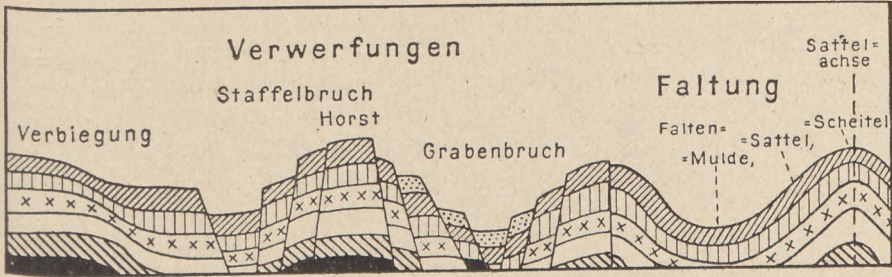 Verwerfungen
Staffelbruch
Horst
Verbiegung
Grabenbruch
Faltung
Sattel=
achse
Falten=
=Mulde,
=Sattel,
=Scheitel